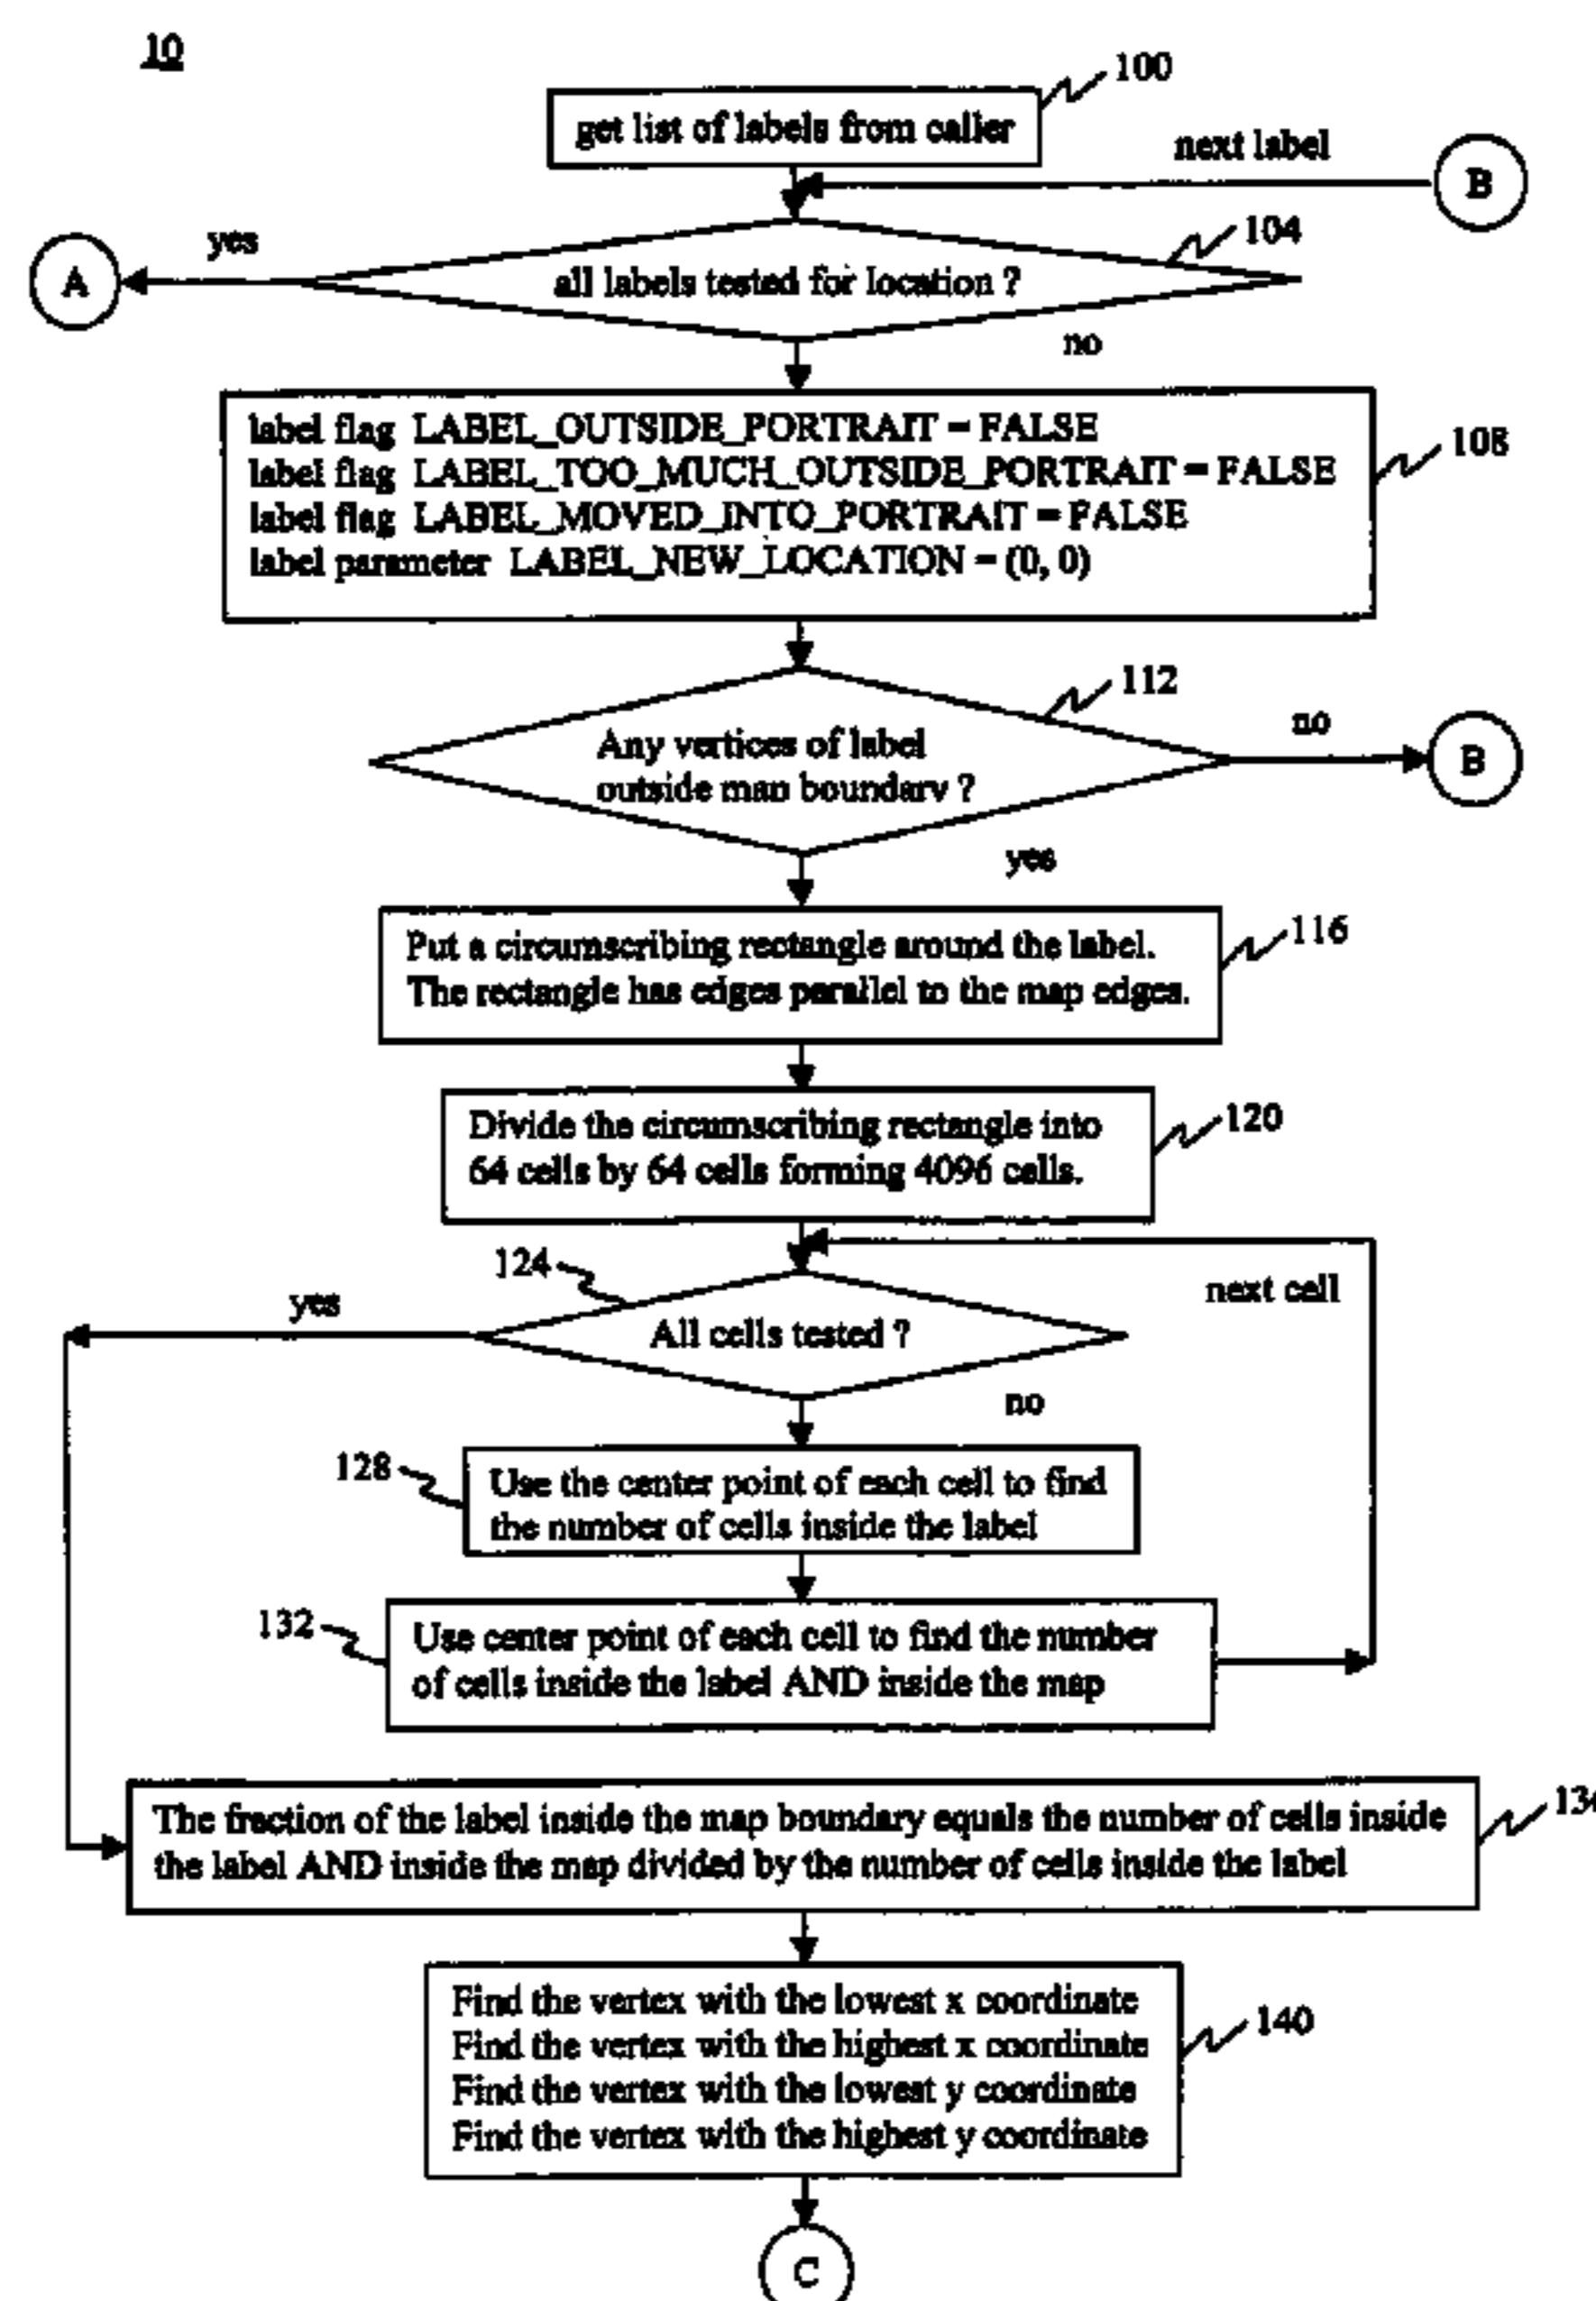 10
100
get list of labels from caller
next label
B
104
yes
A
all labels tested for location ?
no
label flag LABEL_OUTSIDE_PORTRAIT = FALSE
label flag LABEL_TOO_MUCH_OUTSIDE_PORTRAIT = FALSE
label flag LABEL_MOVED_INTO_PORTRAIT = FALSE
label parameter LABEL_NEW_LOCATION = (0, 0)
108
112
Any vertices of label
outside map boundary ?
no
B
yes
116
Put a circumscribing rectangle around the label.
The rectangle has edges parallel to the map edges.
120
Divide the circumscribing rectangle into
64 cells by 64 cells forming 4096 cells.
124
next cell
yes
All cells tested ?
no
128
Use the center point of each cell to find
the number of cells inside the label
132
Use center point of each cell to find the number
of cells inside the label AND inside the map
The fraction of the label inside the map boundary equals the number of cells inside
the label AND inside the map divided by the number of cells inside the label
140
Find the vertex with the lowest x coordinate
Find the vertex with the highest x coordinate
Find the vertex with the lowest y coordinate
Find the vertex with the highest y coordinate
C